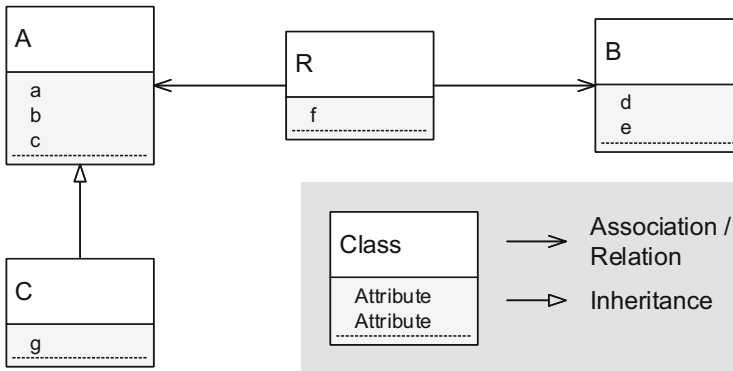 A
a
b
c
R
f
B
d
e
C
g
Class
Attribute
Attribute
Association /
Relation
Inheritance